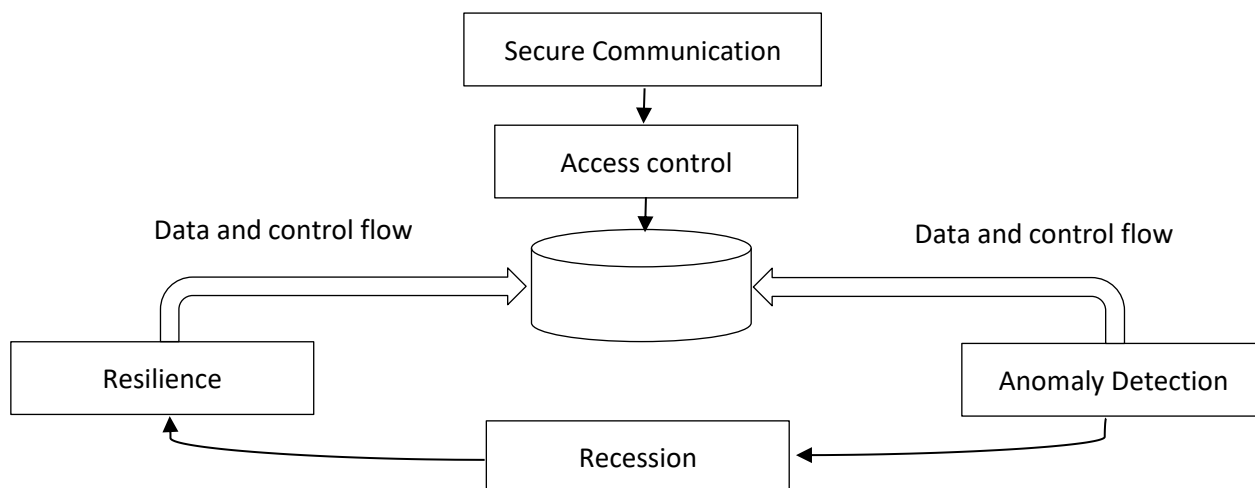 Secure Communication
Access control
Data and control flow
Data and control flow
Resilience
Anomaly Detection
Recession